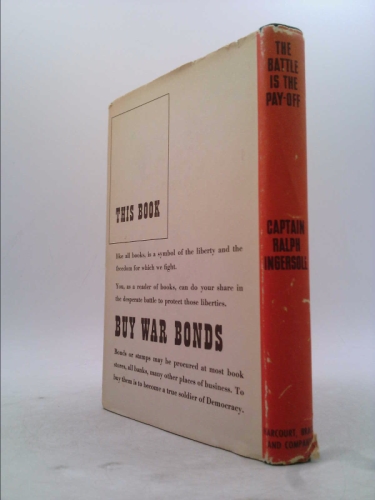 THIS BOOK
like all books, is a symbol of the liberty and the
freedom for which we fight.
You, as a reader of books, can do your share in
the desperate battle to protect those liberties.
BUY WAR BONDS
Bonds or stamps may be procured at most book
stores, all banks, many other places of business. To
buy them is to become a true soldier of Democracy.
THE
BATTLE
IS THE
PAY-OFF
CAPTAIN
RALPH
INGERSOLL
HARCOURT,
AND COMPANY